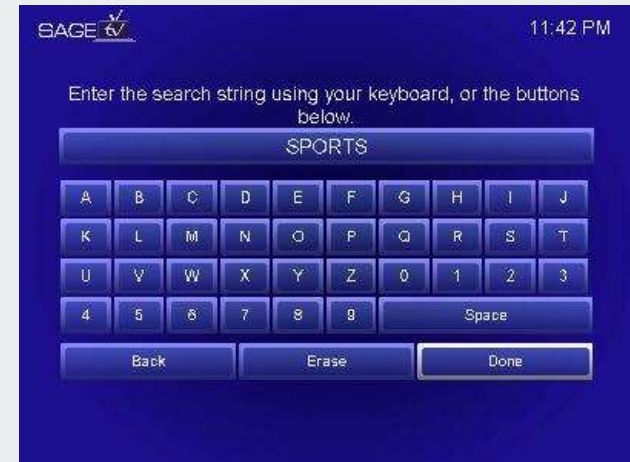 SAGE tv
11:42 PM
Enter the search string using your keyboard, or the buttons
below.
SPORTS
A B C D E F G H I J
K L M N O P Q R S T
U V W X Y Z 0 1 2 3
4 5 6 7 8 9 Space
Back Erase Done